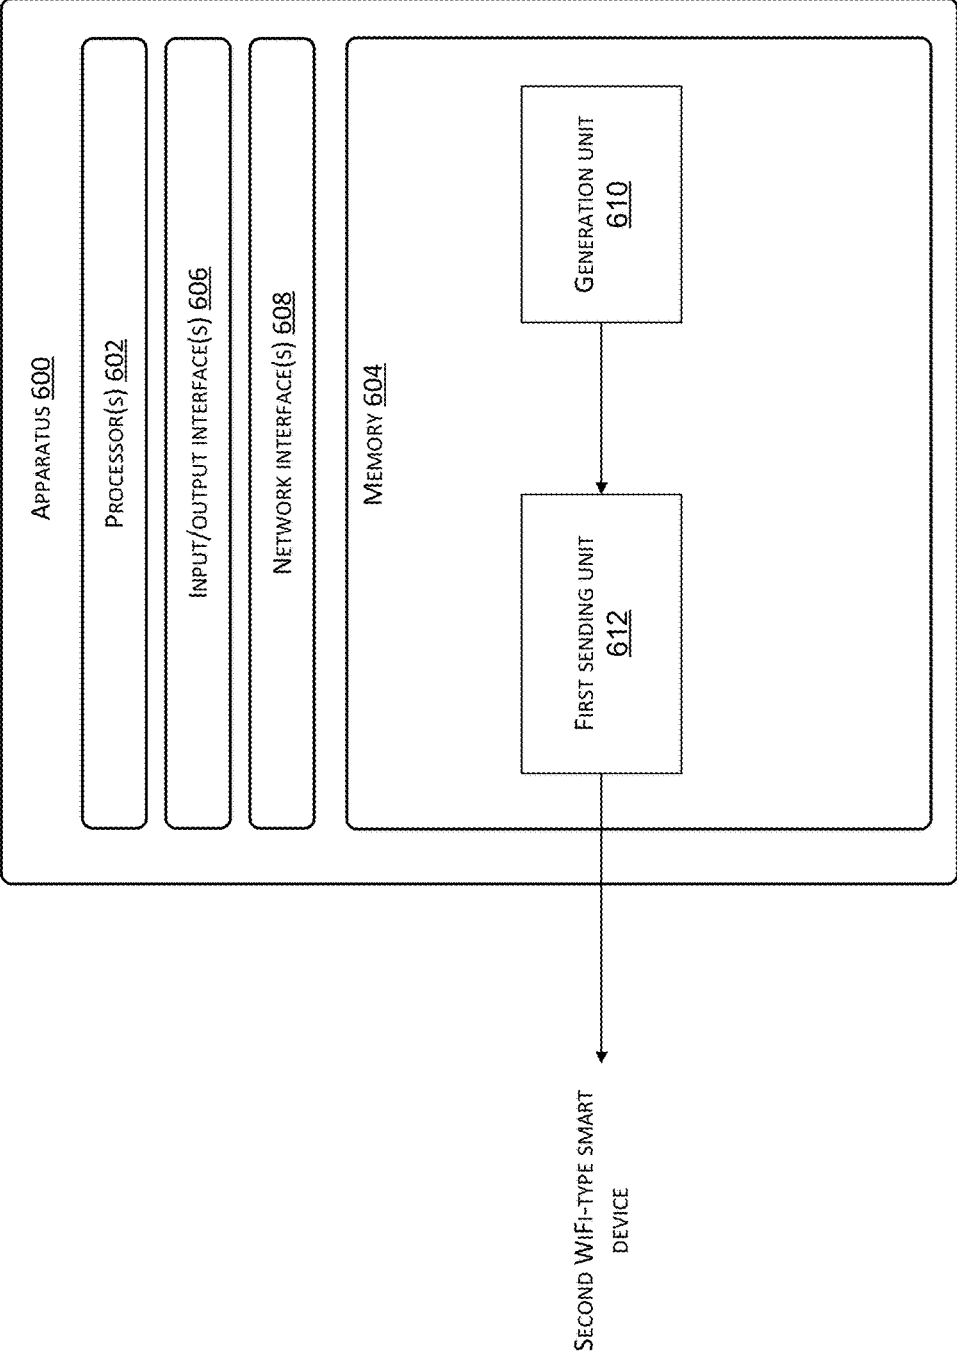 APPARATUS 600
PROCESSOR(S) 602
INPUT/OUTPUT INTERFACE(S) 606
NETWORK INTERFACE(S) 608
MEMORY 604
GENERATION UNIT
610
FIRST SENDING UNIT
612
SECOND WIFI-TYPE SMART
DEVICE